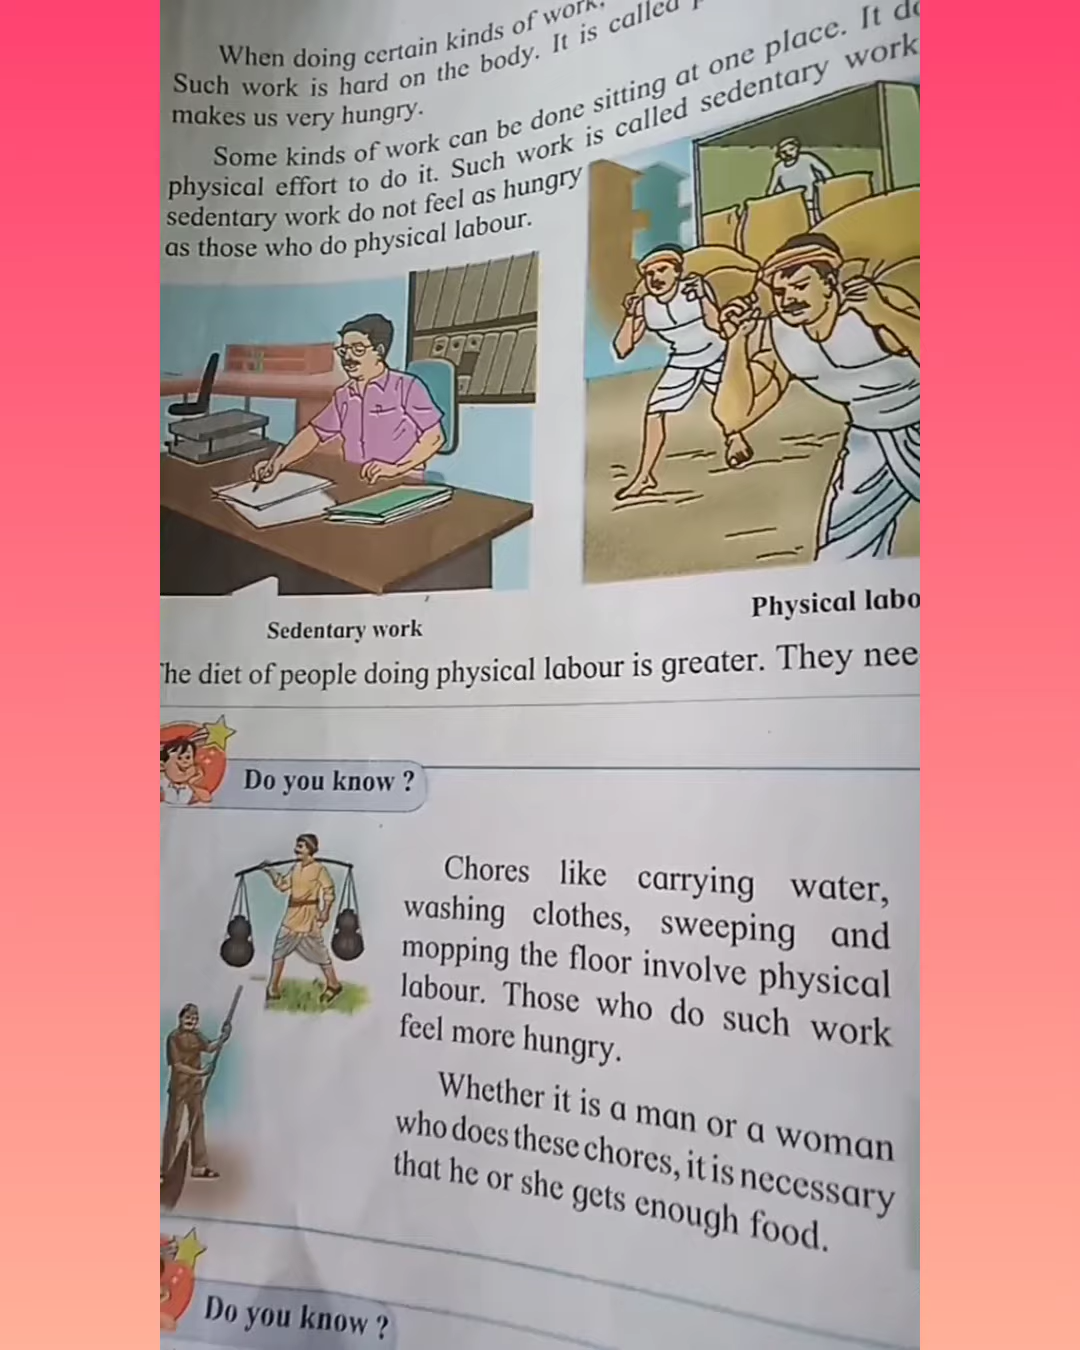 When doing certain kinds of work,
Such work is hard on the body. It is called
makes us very hungry.
Some kinds of work can be done sitting at one place. It
physical effort to do it. Such work is called sedentary work
sedentary work do not feel as hungry
as those who do physical labour.
Sedentary work
Physical labo
he diet of people doing physical labour is greater. They nee
Do you know ?
Chores like carrying water,
washing clothes, sweeping and
mopping the floor involve physical
labour. Those who do such work
feel more hungry.
Whether it is a man or a woman
who does these chores, it is necessary
that he or she gets enough food.
Do you know ?